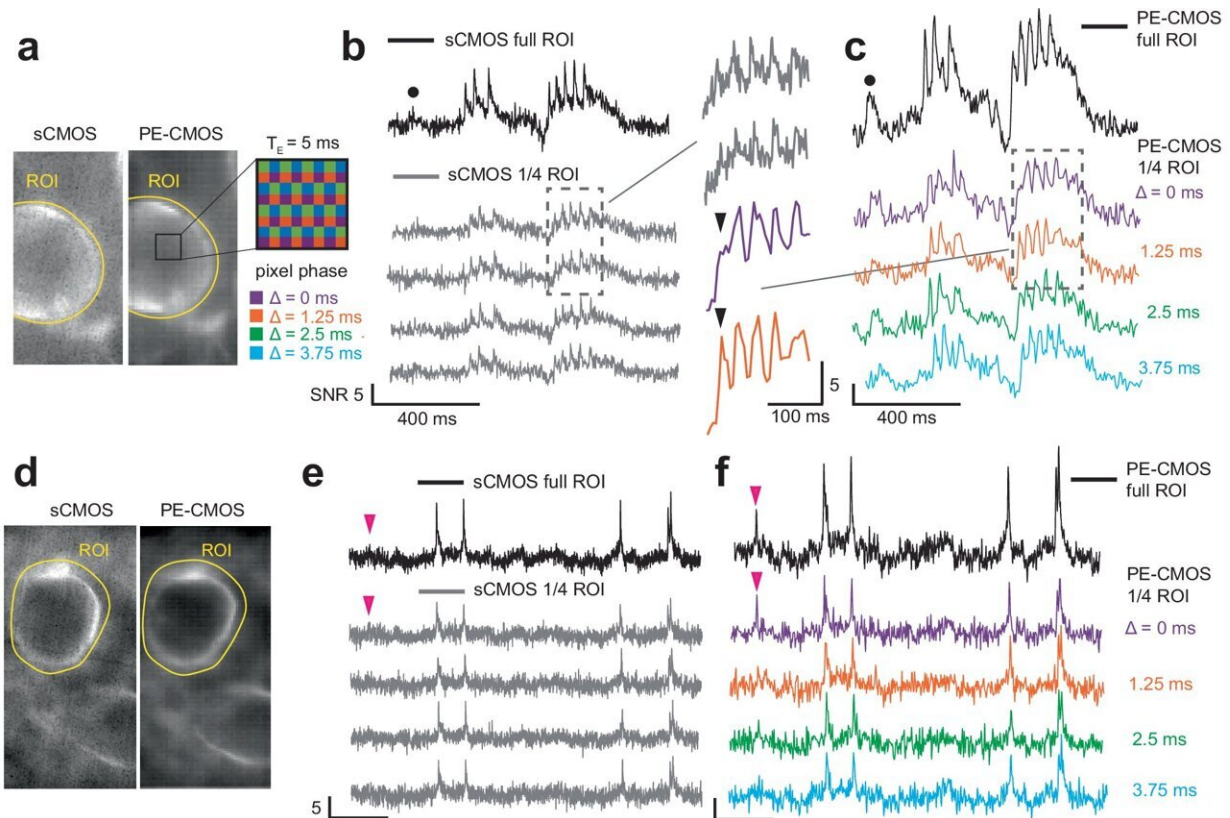 a
sCMOS
PE-CMOS
ROI
ROI
T_E = 5 ms
pixel phase
Δ = 0 ms
Δ = 1.25 ms
Δ = 2.5 ms
Δ = 3.75 ms
b
sCMOS full ROI
sCMOS 1/4 ROI
SNR 5
400 ms
5
100 ms
c
PE-CMOS
full ROI
PE-CMOS
1/4 ROI
Δ = 0 ms
1.25 ms
2.5 ms
3.75 ms
400 ms
d
sCMOS
PE-CMOS
ROI
ROI
e
sCMOS full ROI
sCMOS 1/4 ROI
5
f
PE-CMOS
full ROI
PE-CMOS
1/4 ROI
Δ = 0 ms
1.25 ms
2.5 ms
3.75 ms